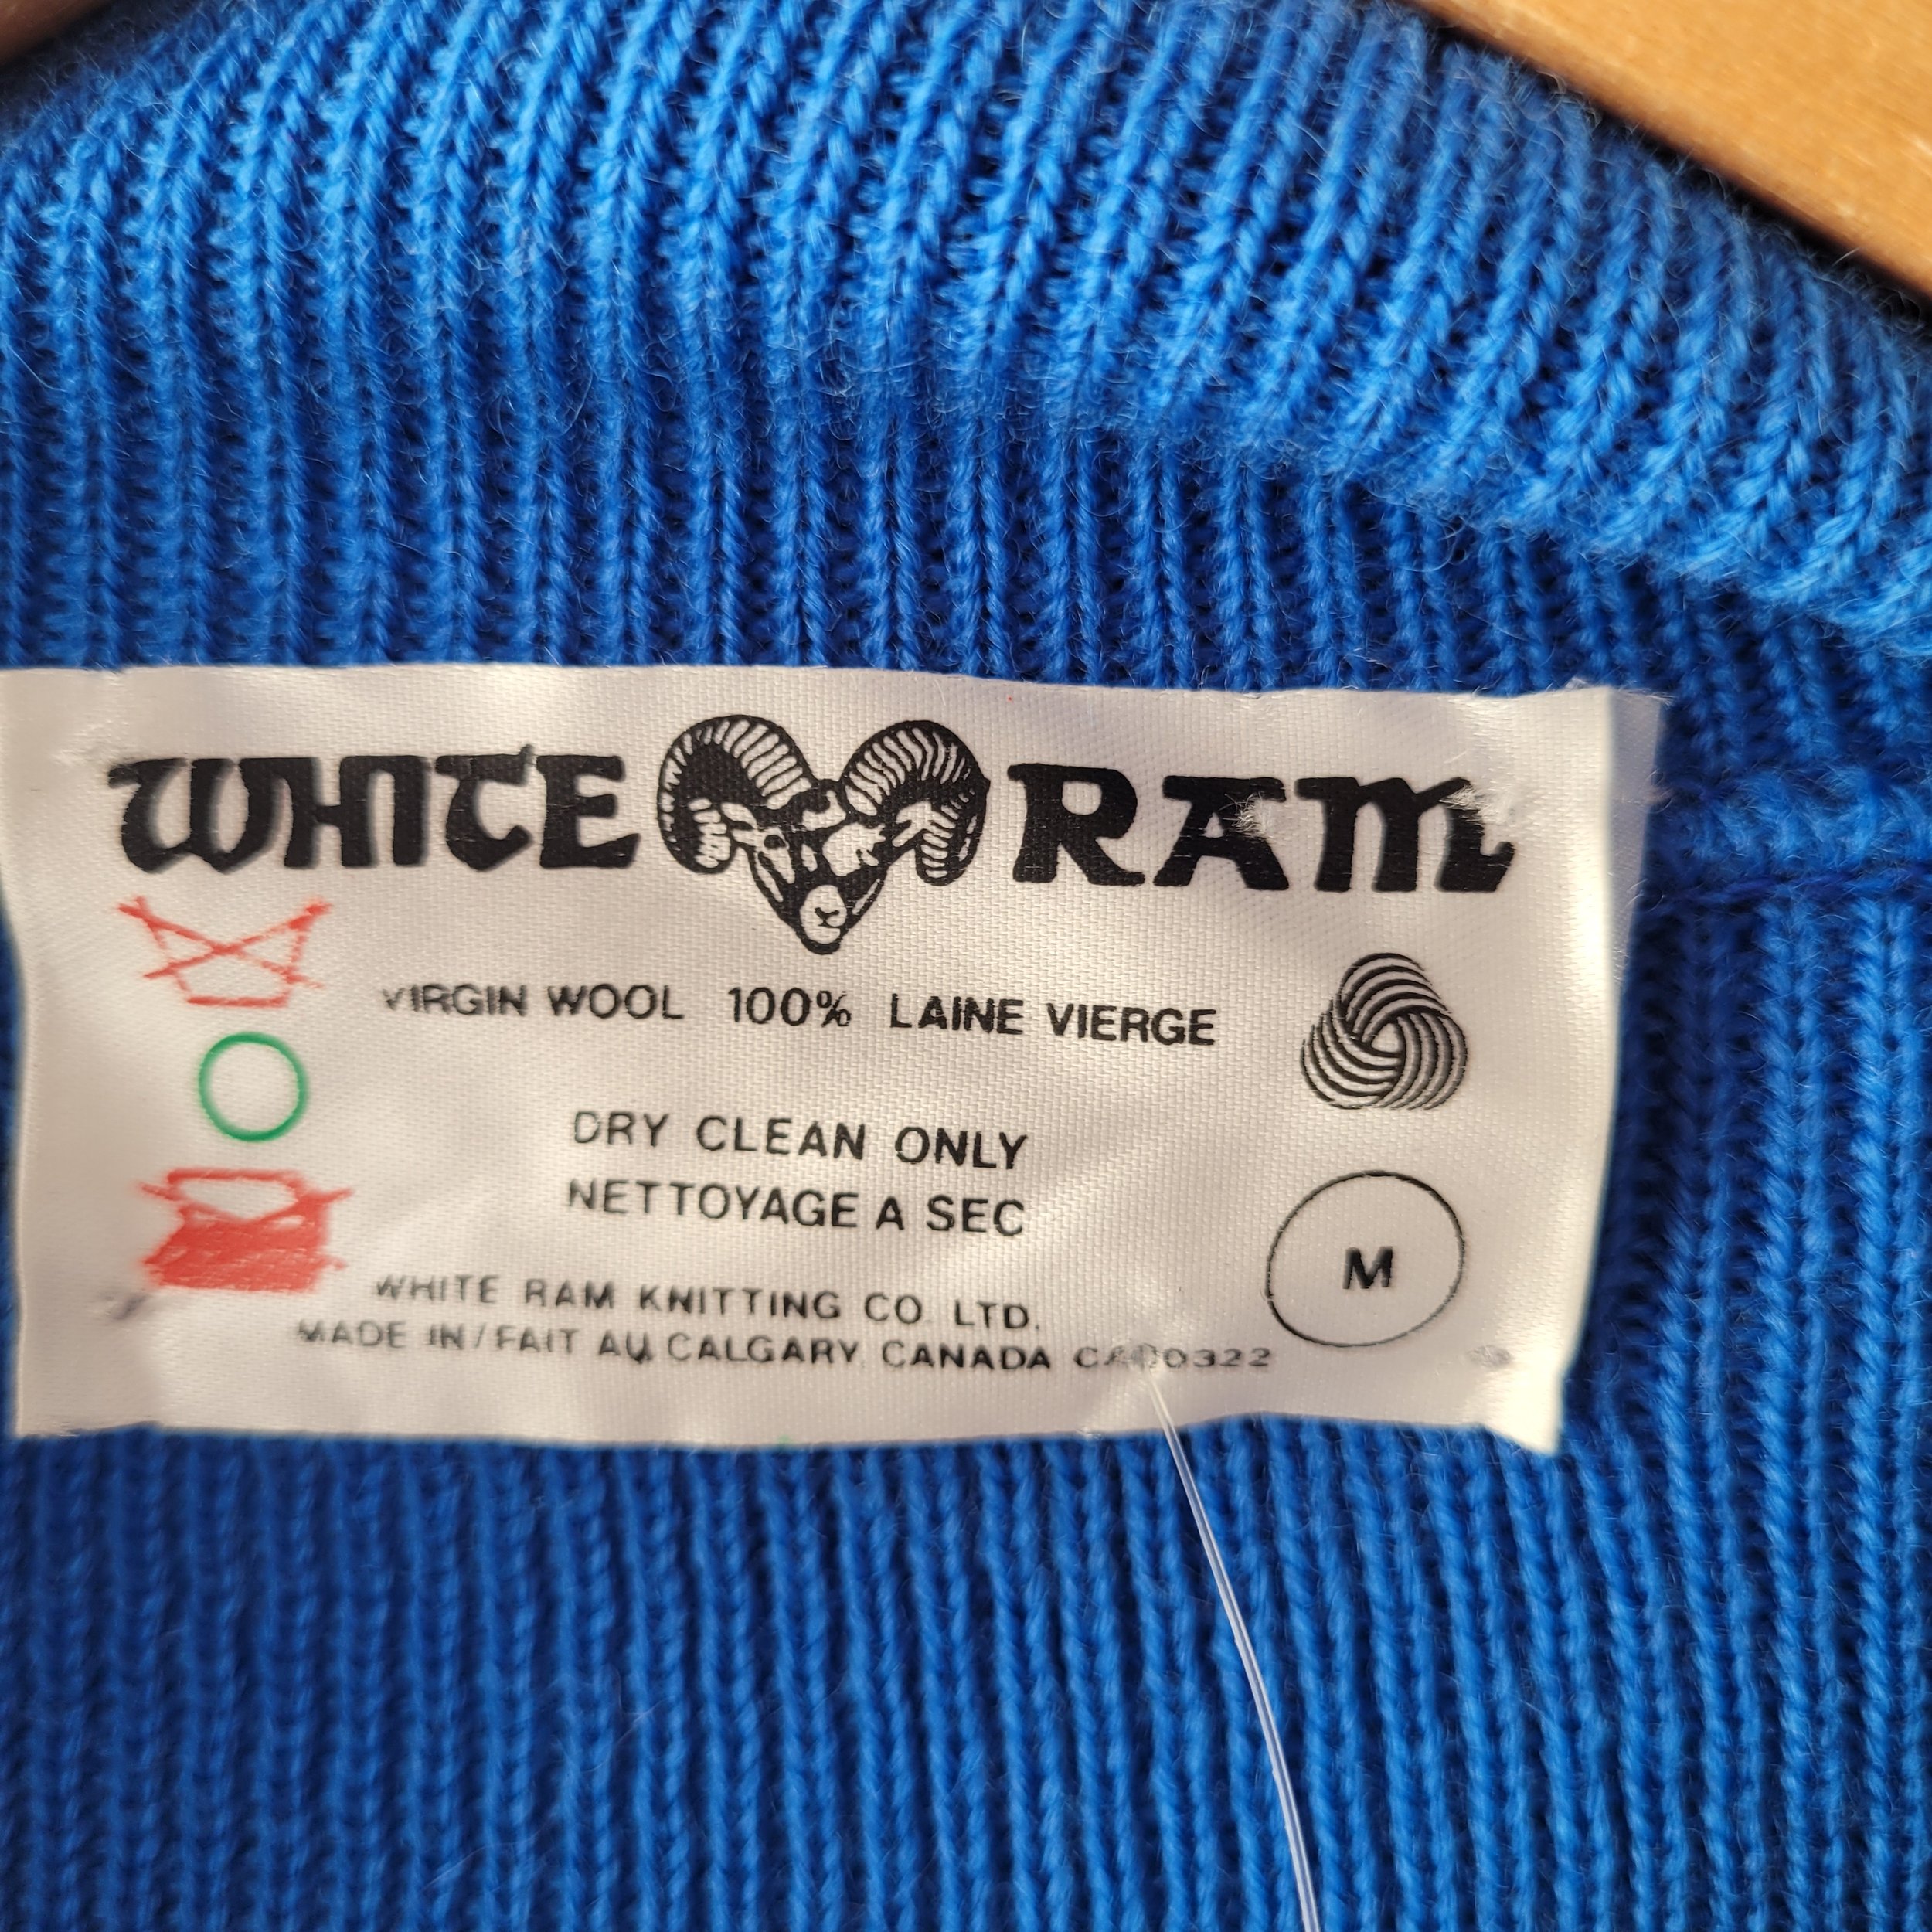 WHITE RAM
VIRGIN WOOL 100% LAINE VIERGE
DRY CLEAN ONLY
NETTOYAGE A SEC
M
WHITE RAM KNITTING CO. LTD.
MADE IN/FAIT AU CALGARY, CANADA